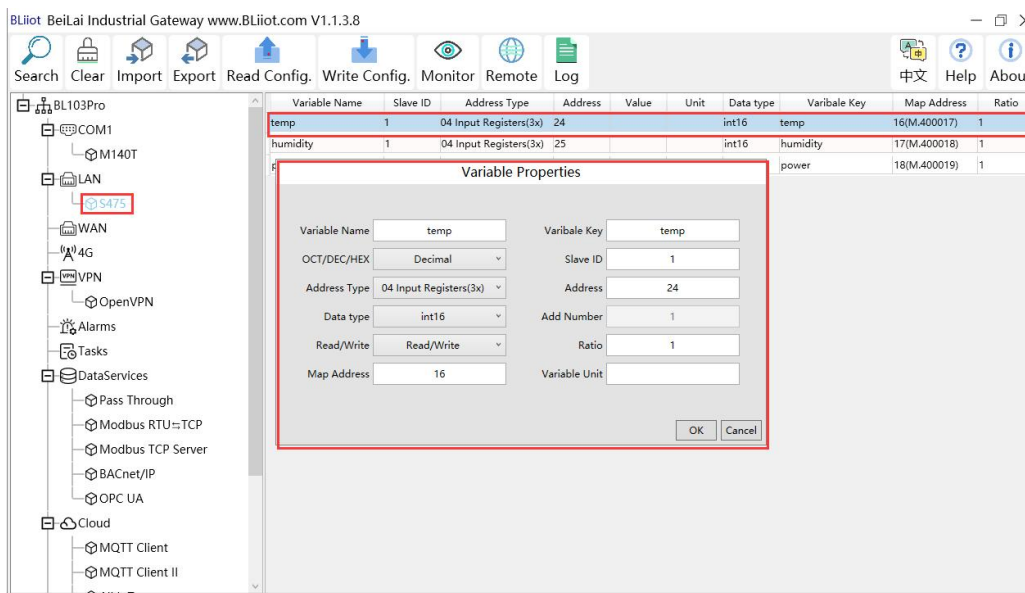 BLiiot BeiLai Industrial Gateway www.BLiiot.com V1.1.3.8
Search Clear Import Export Read Config. Write Config. Monitor Remote Log 中文 Help Abou
BL103Pro
COM1
M140T
LAN
S475
WAN
4G
VPN OpenVPN
Alarms
Tasks
DataServices
Pass Through
Modbus RTU⇆TCP
Modbus TCP Server
BACnet/IP
OPC UA
Cloud
MQTT Client
MQTT Client II
Variable Name Slave ID Address Type Address Value Unit Data type Varibale Key Map Address Ratio
temp 1 04 Input Registers(3x) 24 int16 temp 16(M.400017) 1
humidity 1 04 Input Registers(3x) 25 int16 humidity 17(M.400018) 1
power 18(M.400019) 1
Variable Properties
Variable Name temp Varibale Key temp
OCT/DEC/HEX Decimal Slave ID 1
Address Type 04 Input Registers(3x) Address 24
Data type int16 Add Number 1
Read/Write Read/Write Ratio 1
Map Address 16 Variable Unit
OK Cancel